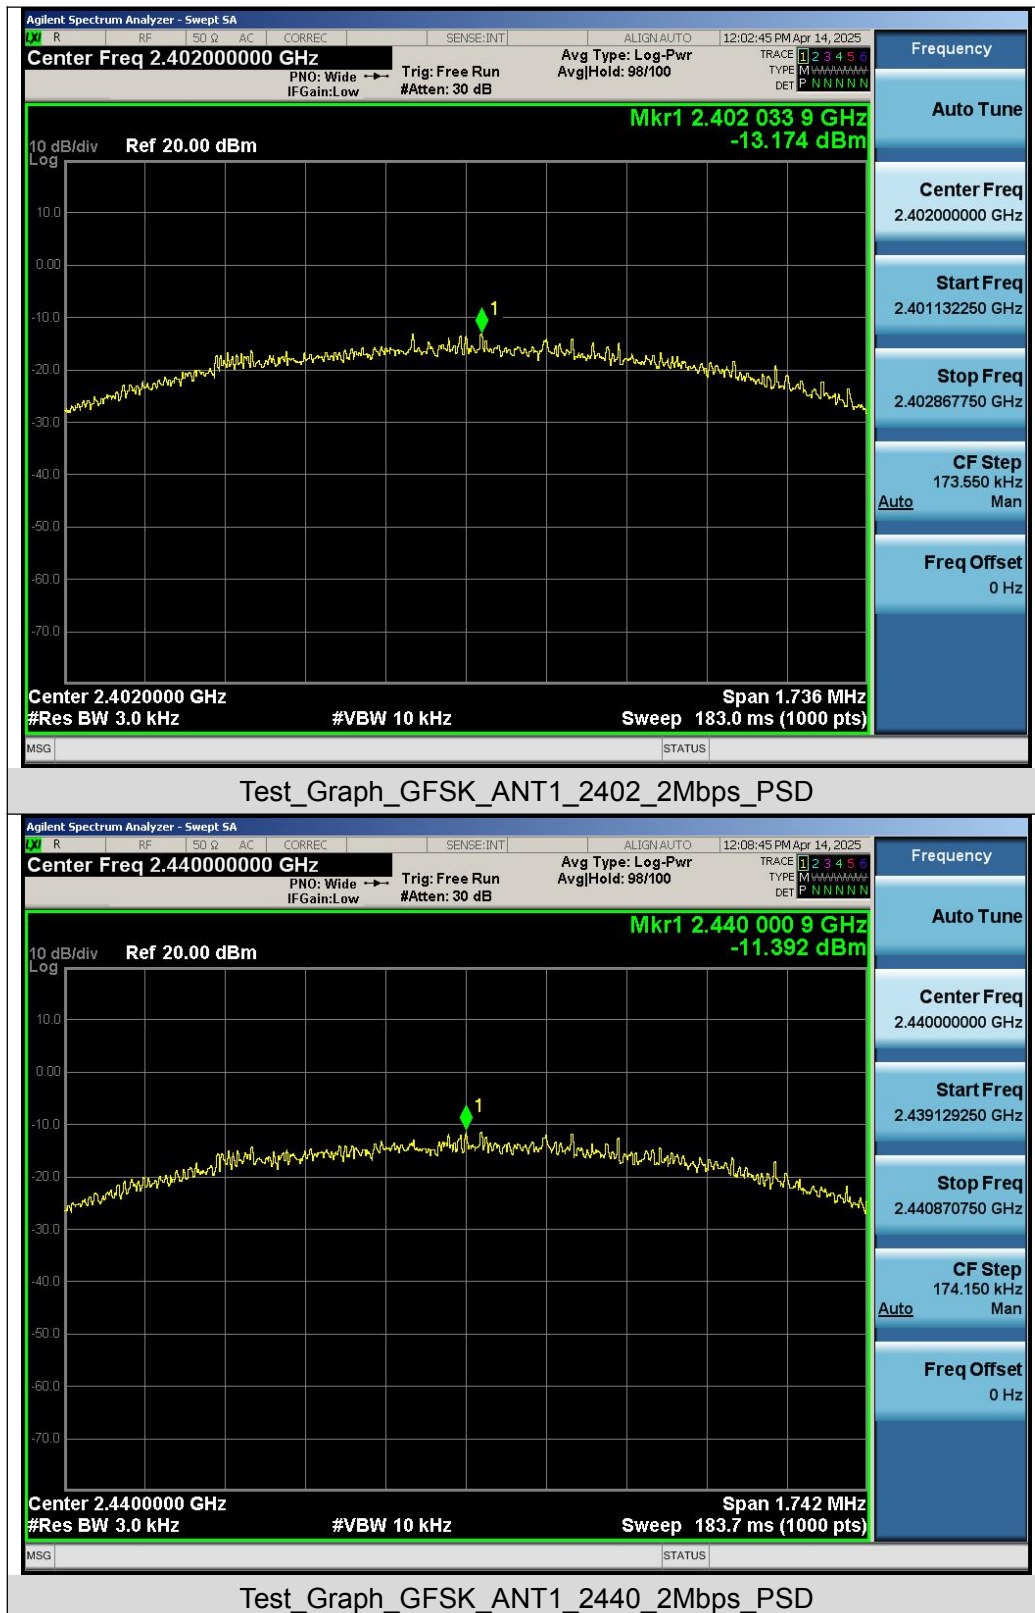 Agilent Spectrum Analyzer - Swept SA
LXI R RF 50 Ω AC CORREC SENSE:INT ALIGN AUTO 12:02:45 PM Apr 14, 2025
Center Freq 2.402000000 GHz
PNO: Wide
IFGain:Low
Trig: Free Run
#Atten: 30 dB
Avg Type: Log-Pwr
Avg|Hold: 98/100
TRACE 1 2 3 4 5 6
TYPE M
DET P N N N N N
Mkr1 2.402 033 9 GHz
-13.174 dBm
10 dB/div Ref 20.00 dBm
Log
10.0
0.00
-10.0
-20.0
-30.0
-40.0
-50.0
-60.0
-70.0
1
Center 2.4020000 GHz Span 1.736 MHz
#Res BW 3.0 kHz #VBW 10 kHz Sweep 183.0 ms (1000 pts)
MSG STATUS
Frequency
Auto Tune
Center Freq
2.402000000 GHz
Start Freq
2.401132250 GHz
Stop Freq
2.402867750 GHz
CF Step
173.550 kHz
Auto Man
Freq Offset
0 Hz
Test_Graph_GFSK_ANT1_2402_2Mbps_PSD
Agilent Spectrum Analyzer - Swept SA
LXI R RF 50 Ω AC CORREC SENSE:INT ALIGN AUTO 12:08:45 PM Apr 14, 2025
Center Freq 2.440000000 GHz
PNO: Wide
IFGain:Low
Trig: Free Run
#Atten: 30 dB
Avg Type: Log-Pwr
Avg|Hold: 98/100
TRACE 1 2 3 4 5 6
TYPE M
DET P N N N N N
Mkr1 2.440 000 9 GHz
-11.392 dBm
10 dB/div Ref 20.00 dBm
Log
10.0
0.00
-10.0
-20.0
-30.0
-40.0
-50.0
-60.0
-70.0
1
Center 2.4400000 GHz Span 1.742 MHz
#Res BW 3.0 kHz #VBW 10 kHz Sweep 183.7 ms (1000 pts)
MSG STATUS
Frequency
Auto Tune
Center Freq
2.440000000 GHz
Start Freq
2.439129250 GHz
Stop Freq
2.440870750 GHz
CF Step
174.150 kHz
Auto Man
Freq Offset
0 Hz
Test_Graph_GFSK_ANT1_2440_2Mbps_PSD